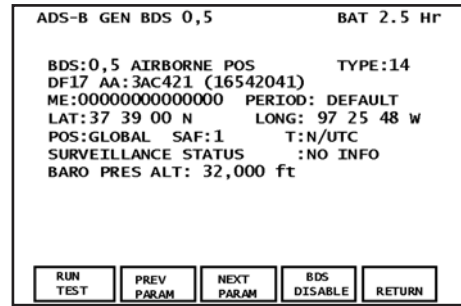 ADS-B GEN BDS 0,5 BAT 2.5 Hr
BDS:0,5 AIRBORNE POS TYPE:14
DF17 AA:3AC421 (16542041)
ME:00000000000000 PERIOD: DEFAULT
LAT:37 39 00 N LONG: 97 25 48 W
POS:GLOBAL SAF:1 T:N/UTC
SURVEILLANCE STATUS :NO INFO
BARO PRES ALT: 32,000 ft
RUN TEST
PREV PARAM
NEXT PARAM
BDS DISABLE
RETURN